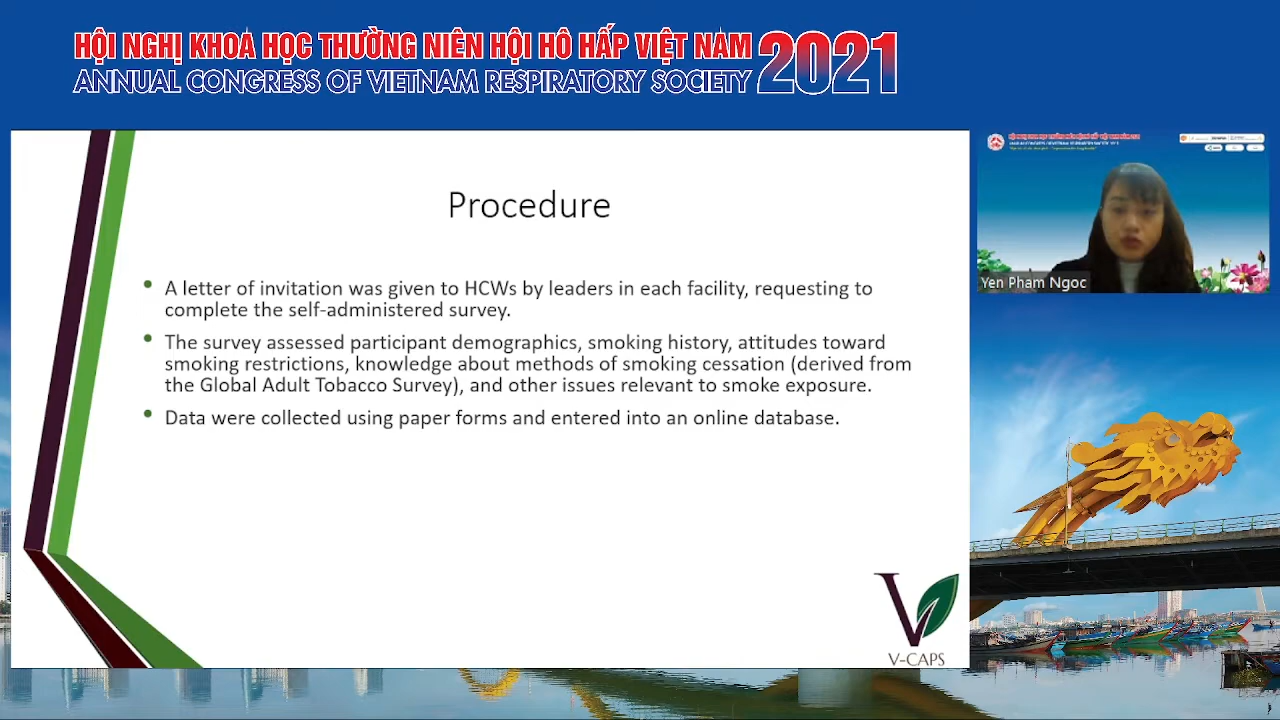 HỘI NGHỊ KHOA HỌC THƯỜNG NIÊN HỘI HÔ HẤP VIỆT NAM
ANNUAL CONGRESS OF VIETNAM RESPIRATORY SOCIETY
2021
Procedure
• A letter of invitation was given to HCWs by leaders in each facility, requesting to
complete the self-administered survey.
• The survey assessed participant demographics, smoking history, attitudes toward
smoking restrictions, knowledge about methods of smoking cessation (derived from
the Global Adult Tobacco Survey), and other issues relevant to smoke exposure.
• Data were collected using paper forms and entered into an online database.
V-CAPS
Yen Pham Ngoc